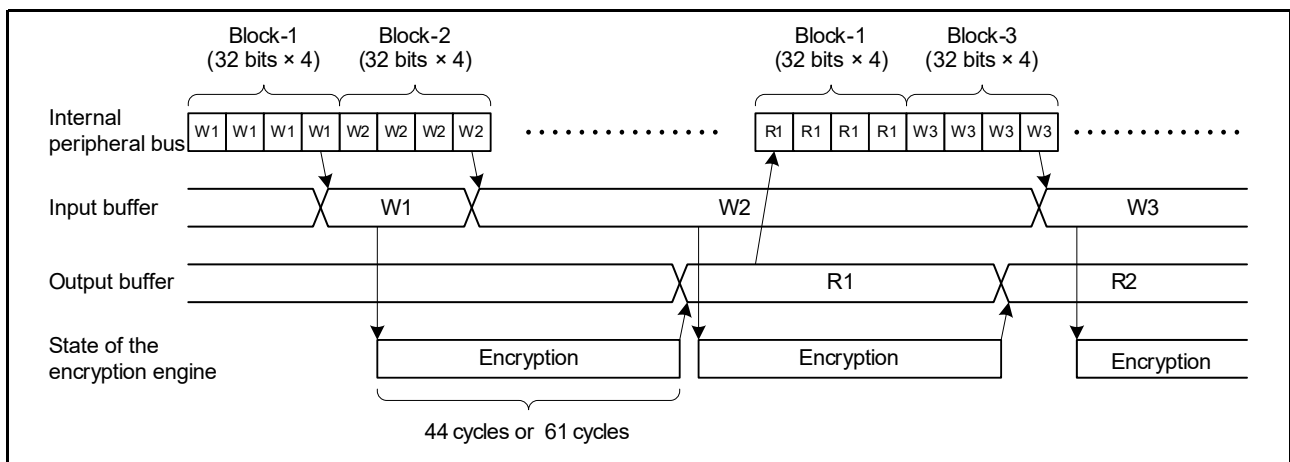 Block-1
(32 bits × 4)
Block-2
(32 bits × 4)
Block-1
(32 bits × 4)
Block-3
(32 bits × 4)
Internal
peripheral bus
W1 W1 W1 W1 W2 W2 W2 W2 R1 R1 R1 R1 W3 W3 W3 W3
Input buffer
W1 W2 W3
Output buffer
R1 R2
State of the
encryption engine
Encryption Encryption Encryption
44 cycles or 61 cycles